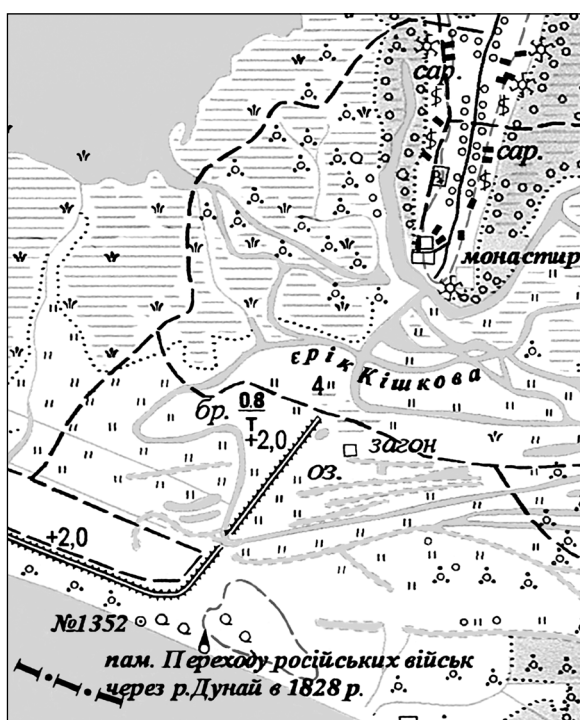 сар.
сар.
монастир
єрік Кішкова
бр. 0.8
Т
4
+2,0
загон
оз.
+2,0
№1352
пам. Переходу російських військ
через р.Дунай в 1828 р.